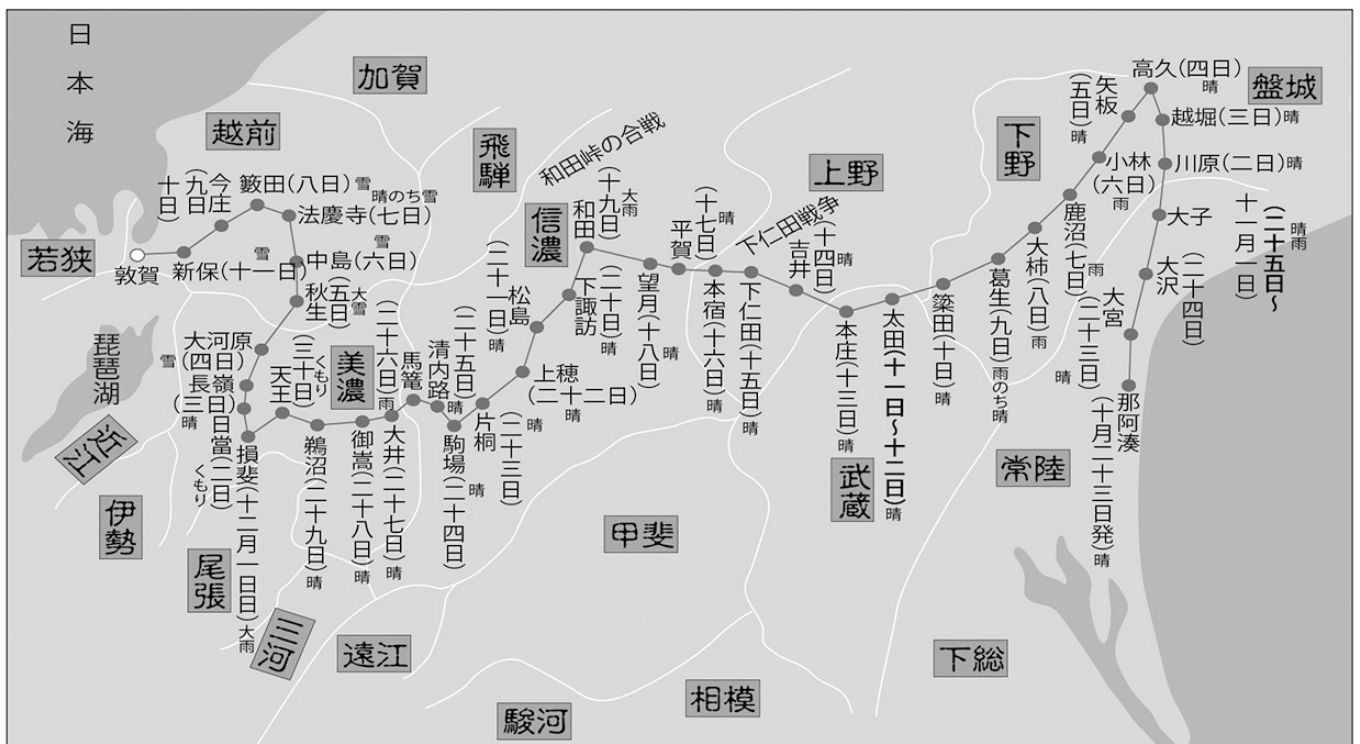 日本海
加賀
越前
飛騨
和田峠の合戦
信濃
下仁田戦争
上野
下野
盤城
若狭
美濃
琵琶湖
近江
伊勢
尾張
三河
遠江
駿河
甲斐
相模
武蔵
常陸
下総
那阿湊(十月二十三日発)晴
大宮(二十三日)晴
大沢(二十四日)
大子(二十五日〜十一月一日)晴雨
川原(二日)晴
越堀(三日)晴
高久(四日)晴
矢板(五日)晴
小林(六日)雨
鹿沼(七日)雨
大柿(八日)雨
葛生(九日)雨のち晴
簗田(十日)晴
太田(十一日〜十二日)晴
本庄(十三日)晴
吉井(十四日)晴
下仁田(十五日)晴
本宿(十六日)晴
平賀(十七日)晴
望月(十八日)晴
和田(十九日)大雨
下諏訪(二十日)晴
松島(二十一日)晴
上穂(二十二日)晴
片桐(二十三日)晴
駒場(二十四日)晴
清内路(二十五日)晴
馬篭(二十六日)雨
大井(二十七日)晴
御嵩(二十八日)晴
鵜沼(二十九日)晴
天王(三十日)くもり
損斐(十二月一日日)大雨
日當(二日)くもり
長嶺(三日)晴
大河原(四日)雪
秋生(五日)大雪
中島(六日)雪
法慶寺(七日)晴のち雪
籔田(八日)雪
今庄(九日十日)
新保(十一日)雪
敦賀